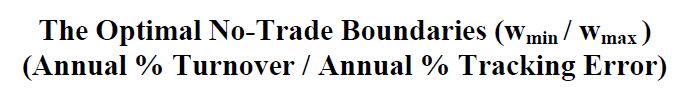 The Optimal No-Trade Boundaries (wmin / wmax)
(Annual % Turnover / Annual % Tracking Error)